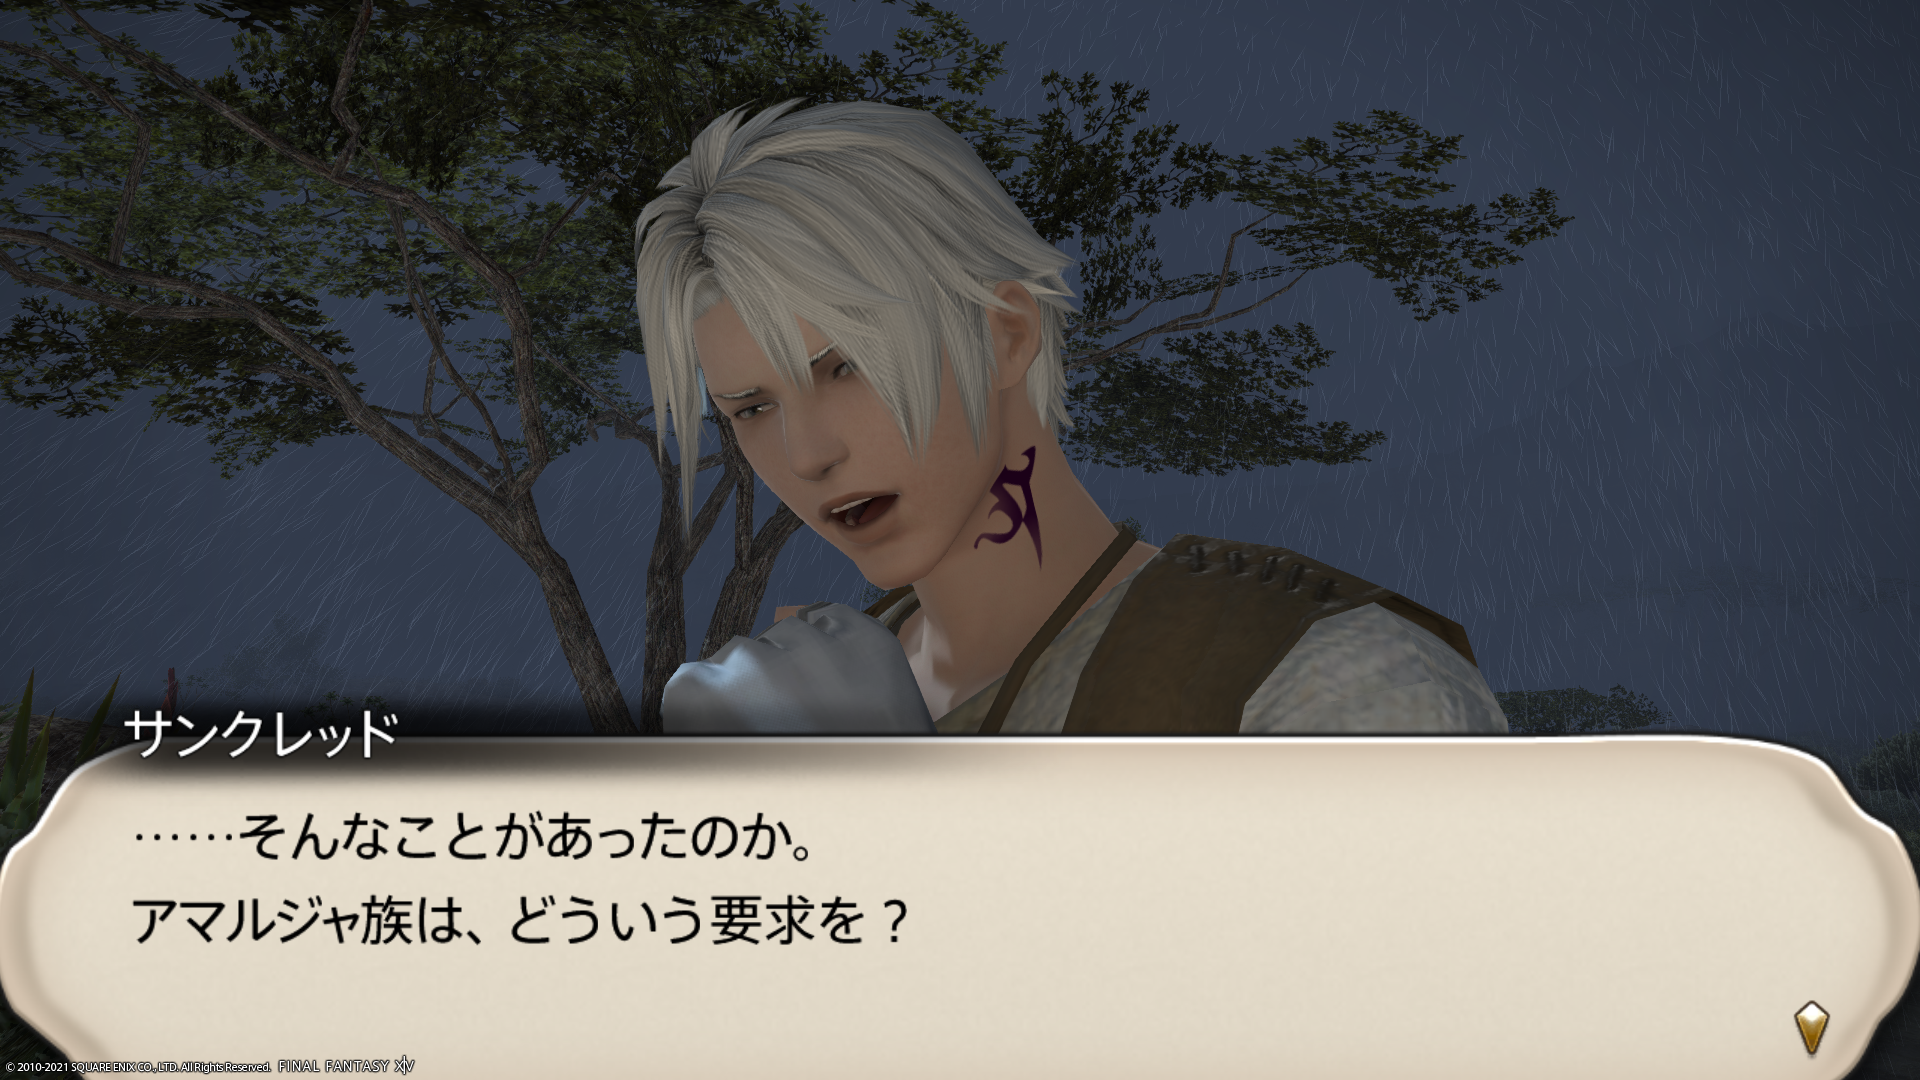 サンクレッド
……そんなことがあったのか。
アマルジャ族は、どういう要求を？
© 2010-2021 SQUARE ENIX CO., LTD. All Rights Reserved. FINAL FANTASY XIV